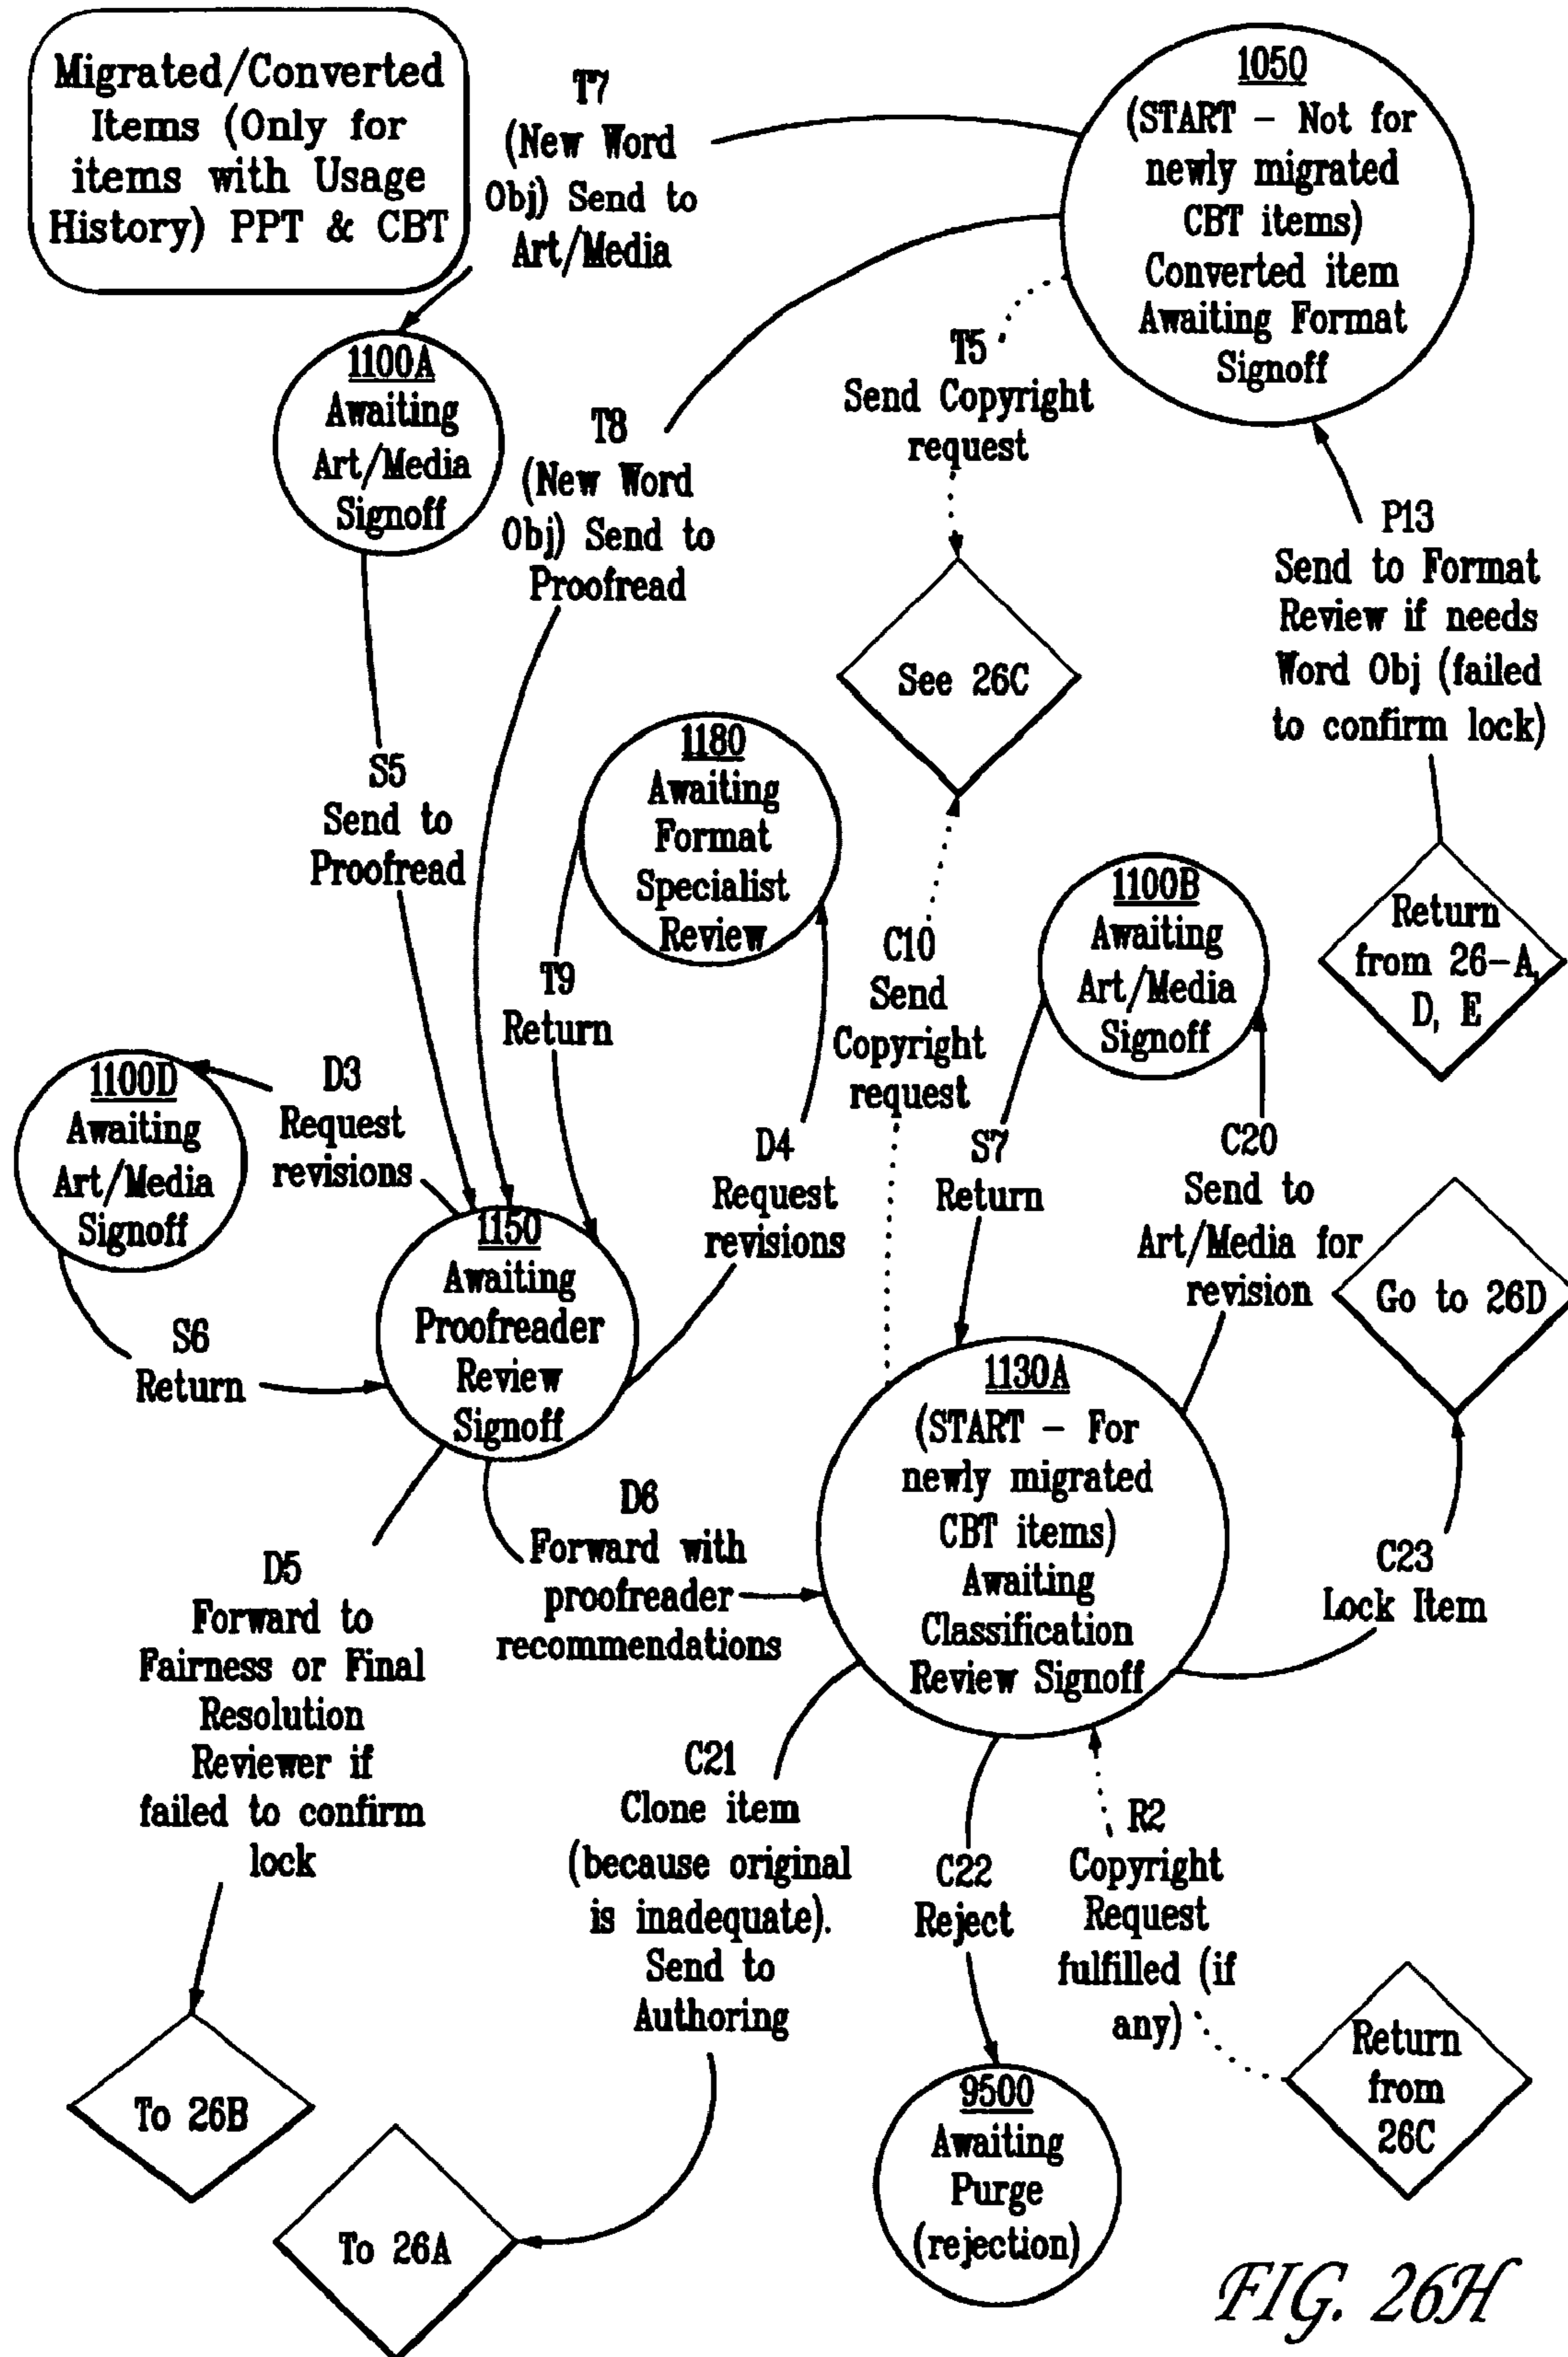 Migrated/Converted
Items (Only for
items with Usage
History) PPT & CBT
T7
(New Word
Obj) Send to
Art/Media
1050
(START – Not for
newly migrated
CBT items)
Converted item
Awaiting Format
Signoff
1100A
Awaiting
Art/Media
Signoff
T8
(New Word
Obj) Send to
Proofread
T5
Send Copyright
request
See 26C
P13
Send to Format
Review if needs
Word Obj (failed
to confirm lock)
Return
from 26-A,
D, E
S5
Send to
Proofread
1180
Awaiting
Format
Specialist
Review
T9
Return
C10
Send
Copyright
request
1100B
Awaiting
Art/Media
Signoff
1100D
Awaiting
Art/Media
Signoff
D3
Request
revisions
D4
Request
revisions
S7
Return
C20
Send to
Art/Media for
revision
Go to 26D
S6
Return
1150
Awaiting
Proofreader
Review
Signoff
1130A
(START – For
newly migrated
CBT items)
Awaiting
Classification
Review Signoff
D5
Forward to
Fairness or Final
Resolution
Reviewer if
failed to confirm
lock
D6
Forward with
proofreader
recommendations
C23
Lock Item
C21
Clone item
(because original
is inadequate).
Send to
Authoring
C22
Reject
R2
Copyright
Request
fulfilled (if
any)
Return
from
26C
To 26B
To 26A
9500
Awaiting
Purge
(rejection)
FIG. 26H